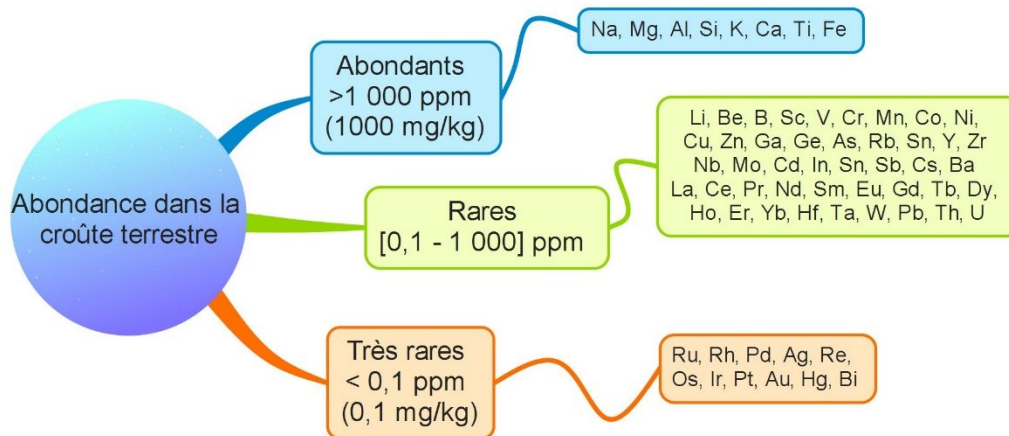 Abondance dans la
croûte terrestre
Abondants
>1 000 ppm
(1000 mg/kg)
Na, Mg, Al, Si, K, Ca, Ti, Fe
Rares
[0,1 - 1 000] ppm
Li, Be, B, Sc, V, Cr, Mn, Co, Ni,
Cu, Zn, Ga, Ge, As, Rb, Sn, Y, Zr
Nb, Mo, Cd, In, Sn, Sb, Cs, Ba
La, Ce, Pr, Nd, Sm, Eu, Gd, Tb, Dy,
Ho, Er, Yb, Hf, Ta, W, Pb, Th, U
Très rares
< 0,1 ppm
(0,1 mg/kg)
Ru, Rh, Pd, Ag, Re,
Os, Ir, Pt, Au, Hg, Bi